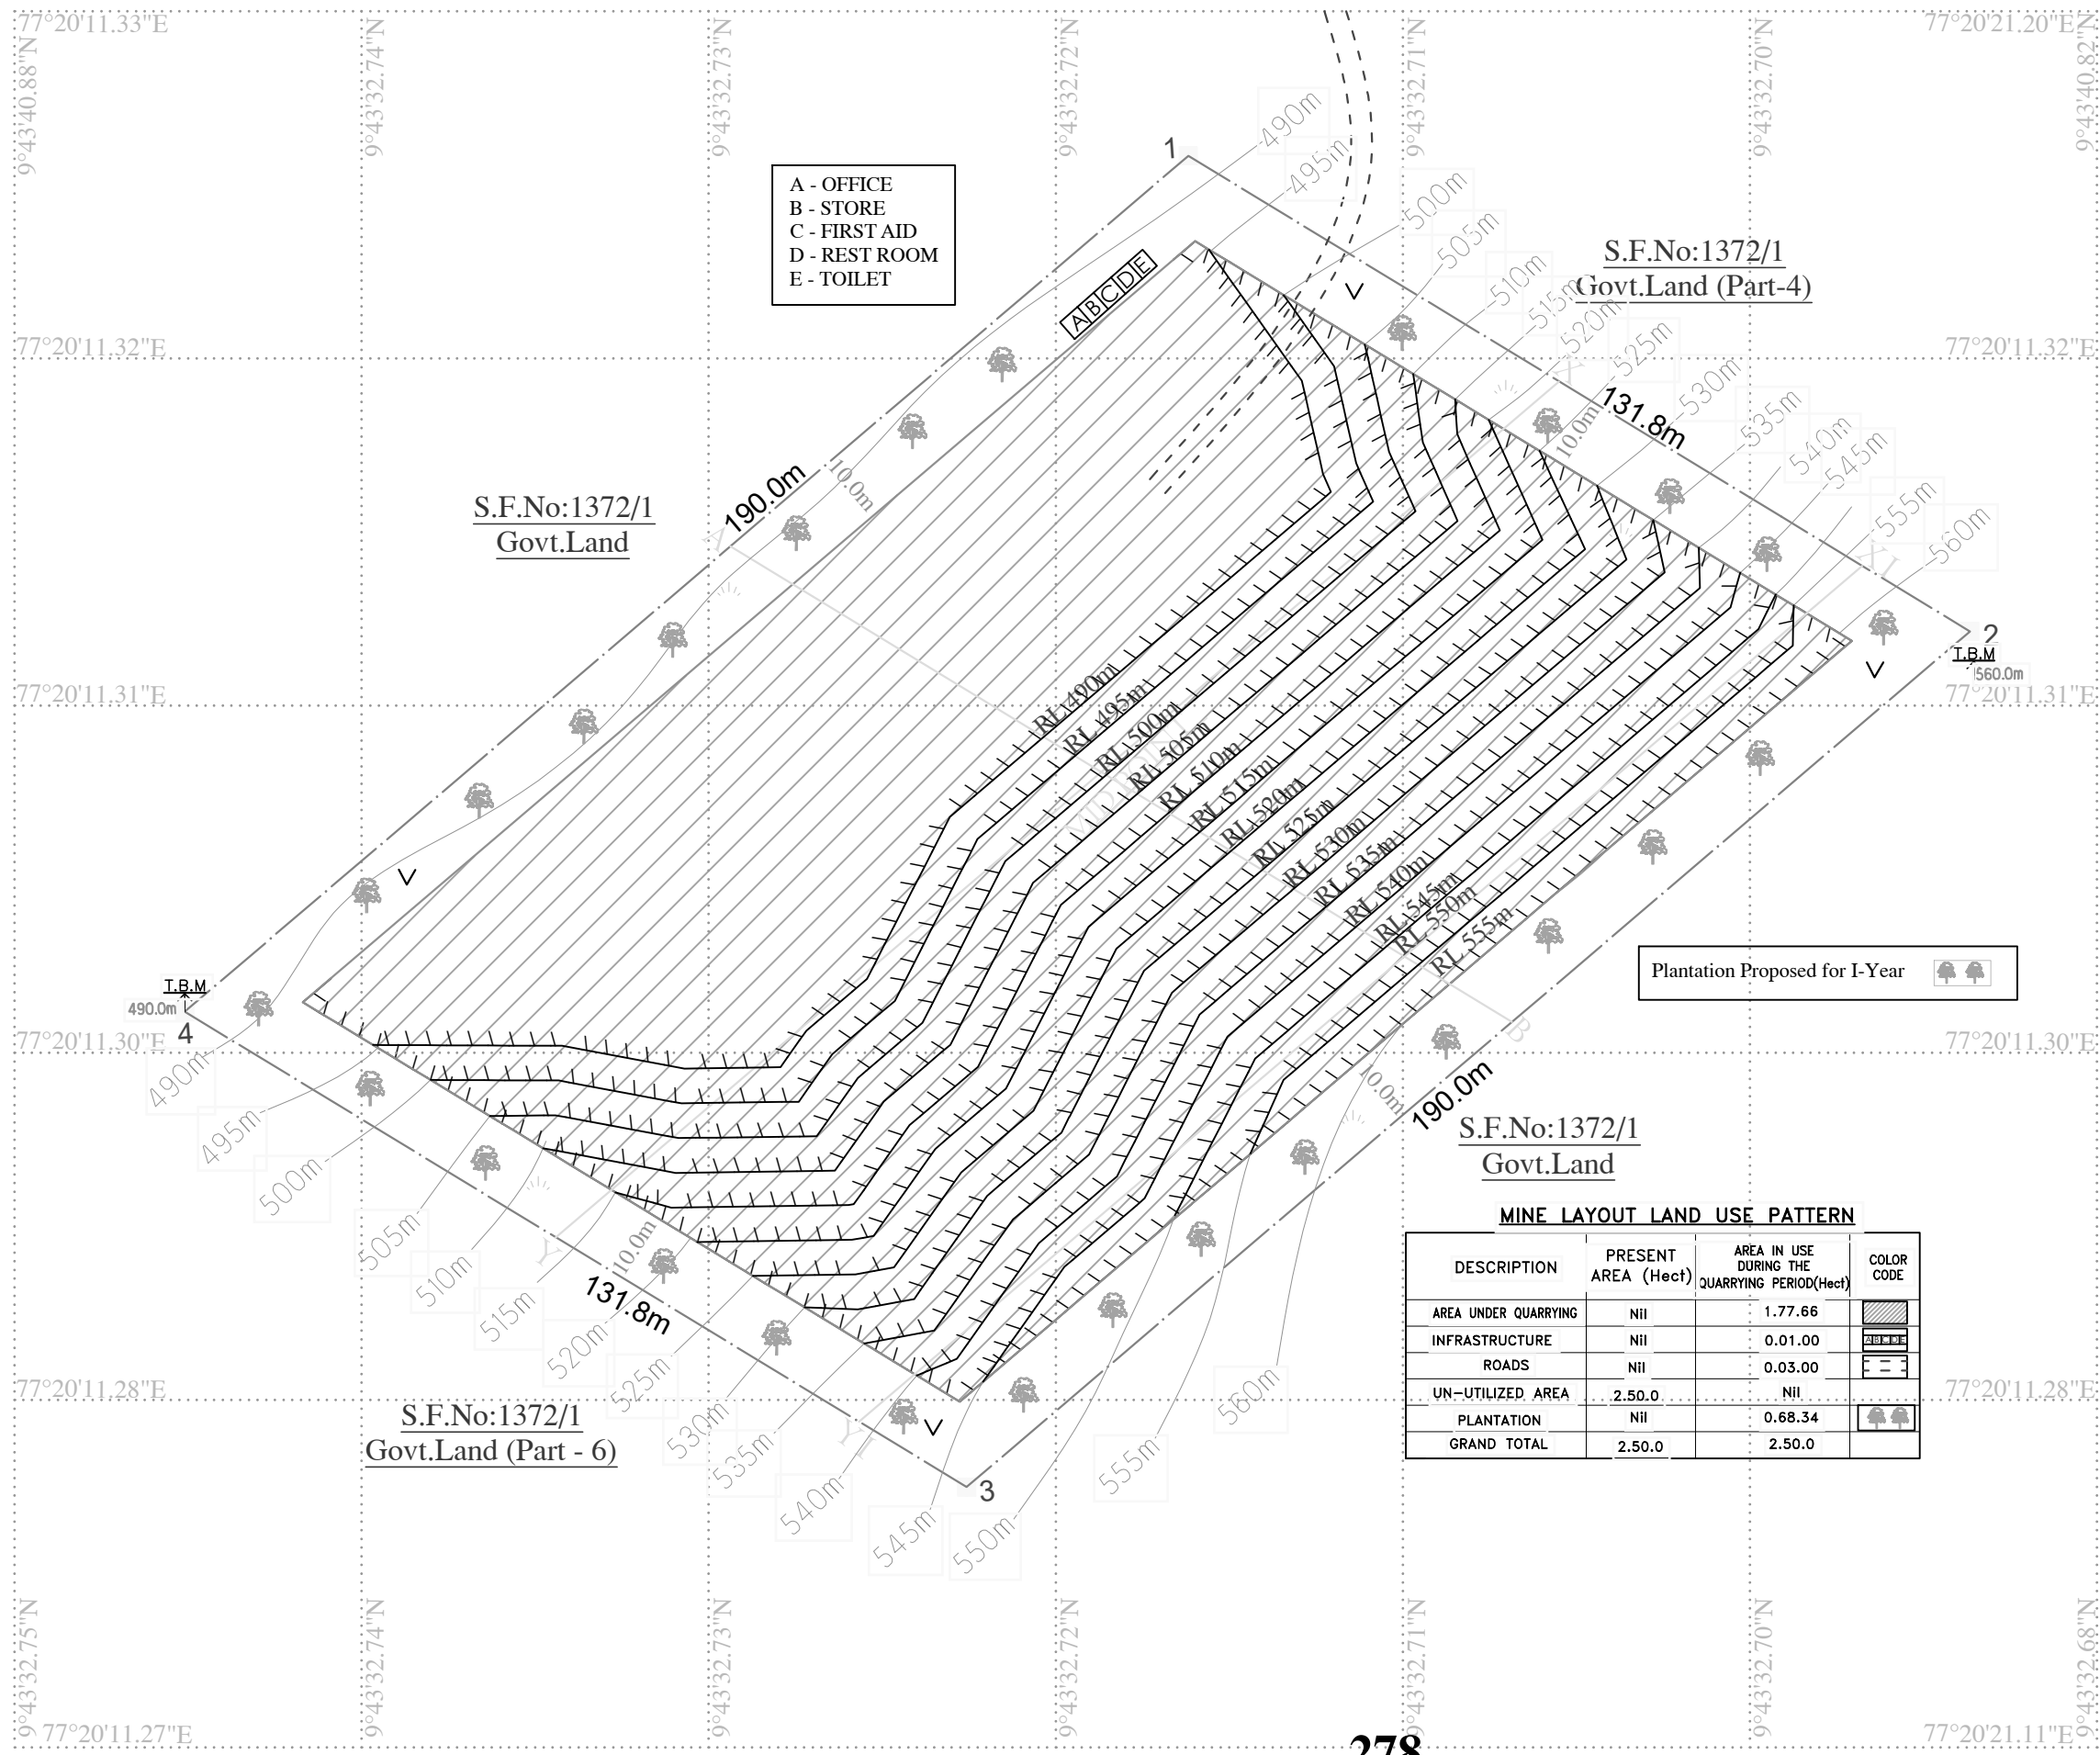 77°20'11.33"E
77°20'21.20"E
9°43'40.88"N
9°43'32.74"N
9°43'32.73"N
9°43'32.72"N
9°43'32.71"N
9°43'32.70"N
9°43'40.82"N
A - OFFICE
B - STORE
C - FIRST AID
D - REST ROOM
E - TOILET
1
490m
495m
500m
505m
510m
515m
520m
525m
530m
535m
540m
545m
555m
560m
S.F.No:1372/1
Govt.Land (Part-4)
A B C D E
77°20'11.32"E
77°20'11.32"E
X
131.8m
10.0m
190.0m
10.0m
S.F.No:1372/1
Govt.Land
2
T.B.M
560.0m
77°20'11.31"E
77°20'11.31"E
RL 490m
RL 495m
RL 500m
RL 505m
RL 510m
RL 515m
RL 520m
RL 525m
RL 530m
RL 535m
RL 540m
RL 545m
RL 550m
RL 555m
Plantation Proposed for I-Year
T.B.M
490.0m
4
B
77°20'11.30"E
77°20'11.30"E
10.0m
190.0m
S.F.No:1372/1
Govt.Land
490m
495m
500m
505m
510m
515m
520m
525m
530m
535m
540m
545m
550m
555m
560m
Y
10.0m
131.8m
MINE LAYOUT LAND USE PATTERN
DESCRIPTION PRESENT AREA (Hect) AREA IN USE DURING THE QUARRYING PERIOD(Hect) COLOR CODE
AREA UNDER QUARRYING Nil 1.77.66
INFRASTRUCTURE Nil 0.01.00 A B C D E
ROADS Nil 0.03.00
UN-UTILIZED AREA 2.50.0 Nil
PLANTATION Nil 0.68.34
GRAND TOTAL 2.50.0 2.50.0
77°20'11.28"E
77°20'11.28"E
S.F.No:1372/1
Govt.Land (Part - 6)
3
9°43'32.75"N
9°43'32.74"N
9°43'32.73"N
9°43'32.72"N
9°43'32.71"N
9°43'32.70"N
9°43'32.68"N
77°20'11.27"E
77°20'21.11"E
278